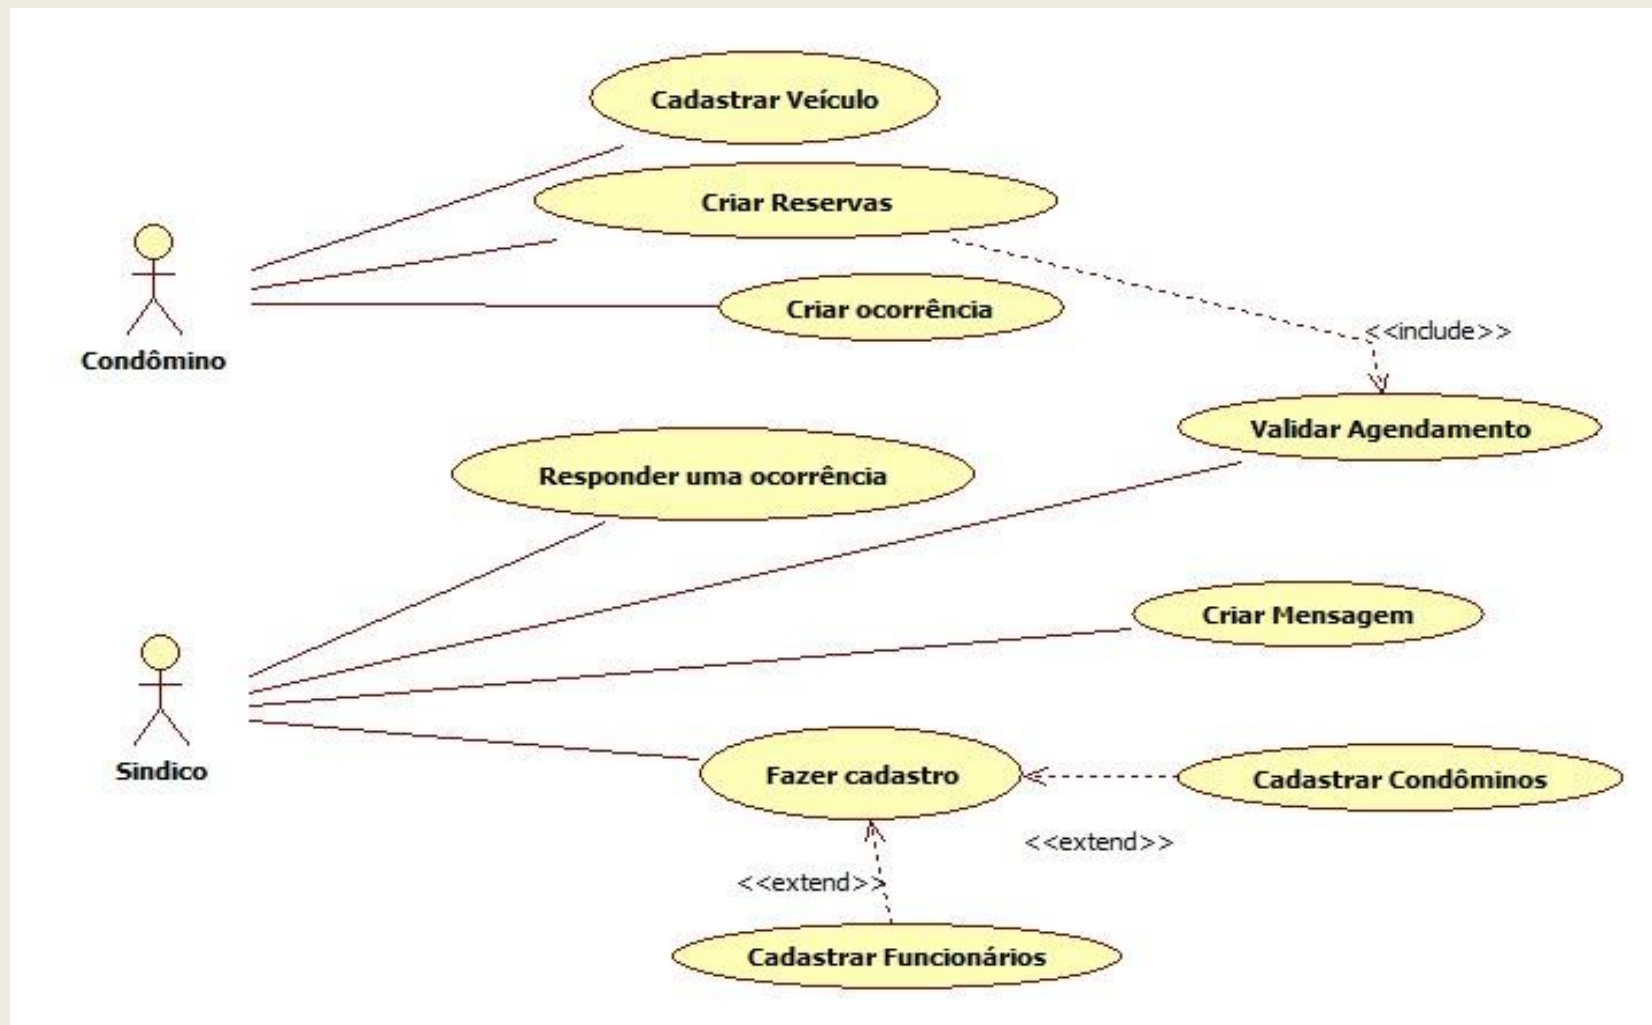 Cadastrar Veículo
Criar Reservas
Criar ocorrência
Condômino
<<include>>
Validar Agendamento
Responder uma ocorrência
Criar Mensagem
Sindico
Fazer cadastro
Cadastrar Condôminos
<<extend>>
<<extend>>
Cadastrar Funcionários